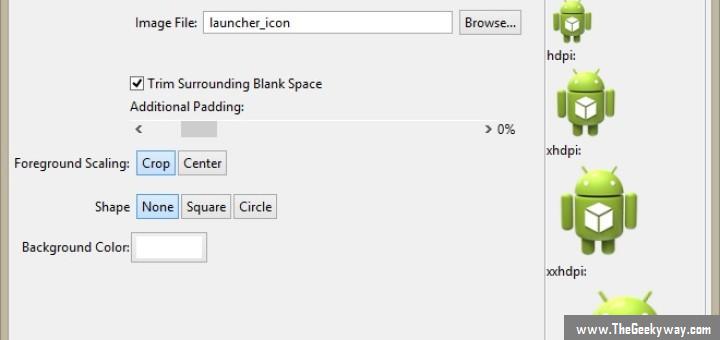 Image File: launcher_icon Browse...
Trim Surrounding Blank Space
Additional Padding:
0%
Foreground Scaling: Crop Center
Shape None Square Circle
Background Color:
hdpi:
xhdpi:
xxhdpi:
www.TheGeekyway.com